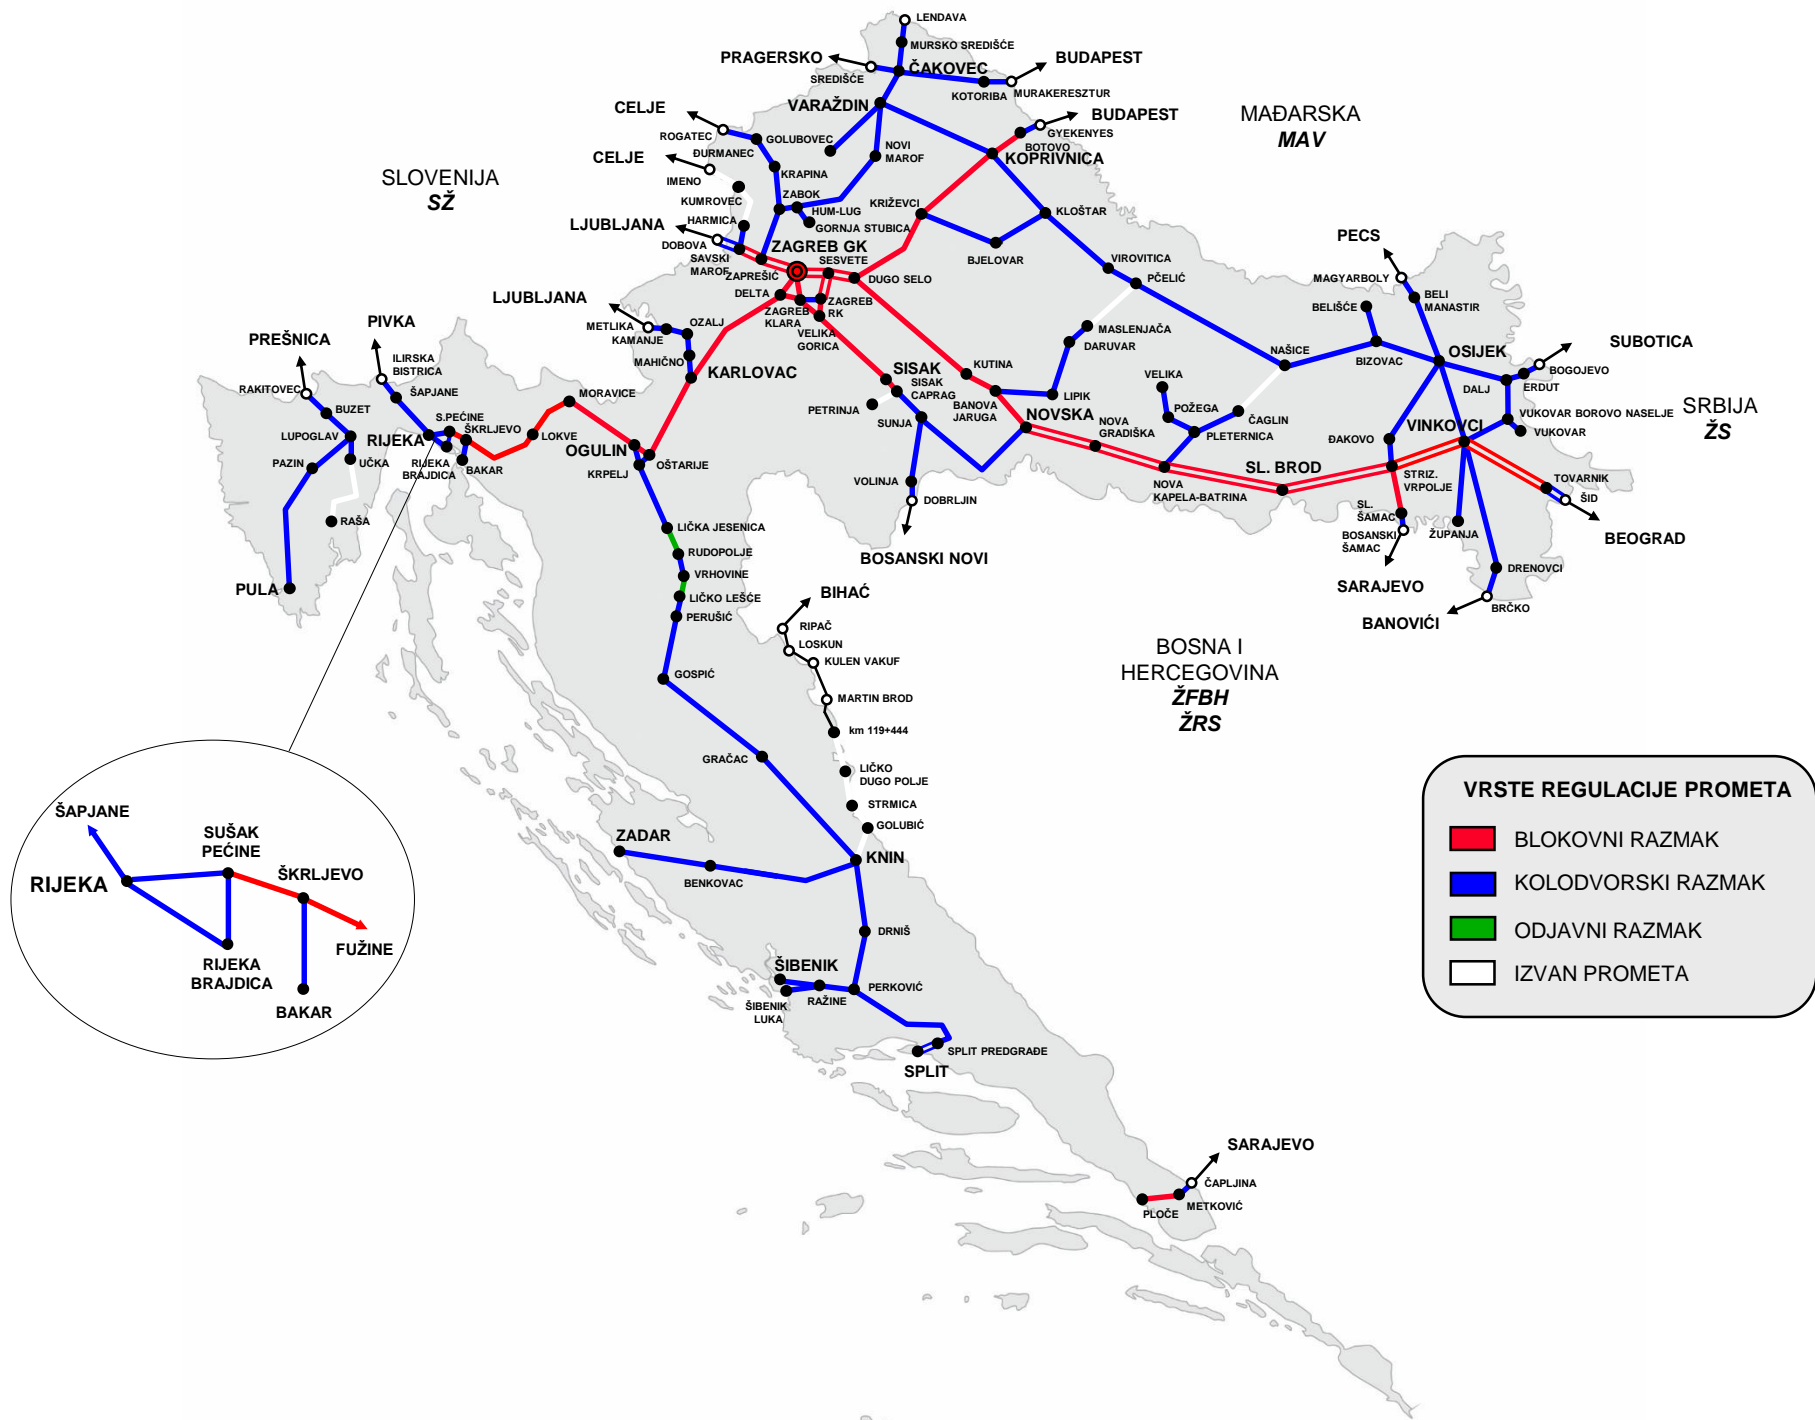 LENDAVA
MURSKO SREDIŠĆE
PRAGERSKO
SREDIŠĆE
ČAKOVEC
BUDAPEST
KOTORIBA
MURAKERESZTUR
VARAŽDIN
CELJE
ROGATEC
GOLUBOVEC
ĐURMANEC
BUDAPEST
GYEKENYES
BOTOVO
KOPRIVNICA
MAĐARSKA
MAV
CELJE
IMENO
KUMROVEC
KRAPINA
NOVI
MAROF
SLOVENIJA
SŽ
ZABOK
HUM-LUG
GORNJA STUBICA
KRIŽEVCI
KLOŠTAR
HARMICA
LJUBLJANA
DOBOVA
SAVSKI
MAROF
ZAPREŠIĆ
ZAGREB GK
SESVETE
DUGO SELO
BJELOVAR
VIROVITICA
PČELIĆ
PECS
MAGYARBOLY
BELI
MANASTIR
BELIŠĆE
DELTA
ZAGREB
KLARA
ZAGREB
RK
VELIKA
GORICA
LJUBLJANA
METLIKA
KAMANJE
OZALJ
MAHIČNO
KARLOVAC
PIVKA
PREŠNICA
ILIRSKA
BISTRICA
RAKITOVEC
ŠAPJANE
BUZET
LUPOGLAV
PAZIN
UČKA
RAŠA
PULA
RIJEKA
S.PEĆINE
ŠKRLJEVO
RIJEKA
BRAJDICA
BAKAR
LOKVE
MORAVICE
OGULIN
KRPELJ
OŠTARIJE
SISAK
SISAK
CAPRAG
PETRINJA
SUNJA
VOLINJA
DOBRLJIN
BOSANSKI NOVI
MASLENJAČA
DARUVAR
KUTINA
BANOVA
JARUGA
LIPIK
NOVSKA
NOVA
GRADIŠKA
VELIKA
POŽEGA
PLETERNICA
ČAGLIN
NAŠICE
BIZOVAC
OSIJEK
SUBOTICA
BOGOJEVO
DALJ
ERDUT
VUKOVAR BOROVO NASELJE
VUKOVAR
SRBIJA
ŽS
VINKOVCI
ĐAKOVO
NOVA
KAPELA-BATRINA
SL. BROD
STRIZ.
VRPOLJE
SL.
ŠAMAC
BOSANSKI
ŠAMAC
SARAJEVO
ŽUPANJA
TOVARNIK
ŠID
BEOGRAD
DRENOVCI
BRČKO
BANOVIĆI
LIČKA JESENICA
RUDOPOLJE
VRHOVINE
LIČKO LEŠĆE
PERUŠIĆ
GOSPIĆ
GRAČAC
BIHAĆ
RIPAČ
LOSKUN
KULEN VAKUF
MARTIN BROD
km 119+444
LIČKO
DUGO POLJE
STRMICA
GOLUBIĆ
KNIN
ZADAR
BENKOVAC
DRNIŠ
ŠIBENIK
ŠIBENIK
LUKA
RAŽINE
PERKOVIĆ
SPLIT PREDGRAĐE
SPLIT
BOSNA I
HERCEGOVINA
ŽFBH
ŽRS
SARAJEVO
ČAPLJINA
METKOVIĆ
PLOČE
ŠAPJANE
RIJEKA
SUŠAK
PEĆINE
ŠKRLJEVO
FUŽINE
RIJEKA
BRAJDICA
BAKAR
VRSTE REGULACIJE PROMETA
BLOKOVNI RAZMAK
KOLODVORSKI RAZMAK
ODJAVNI RAZMAK
IZVAN PROMETA